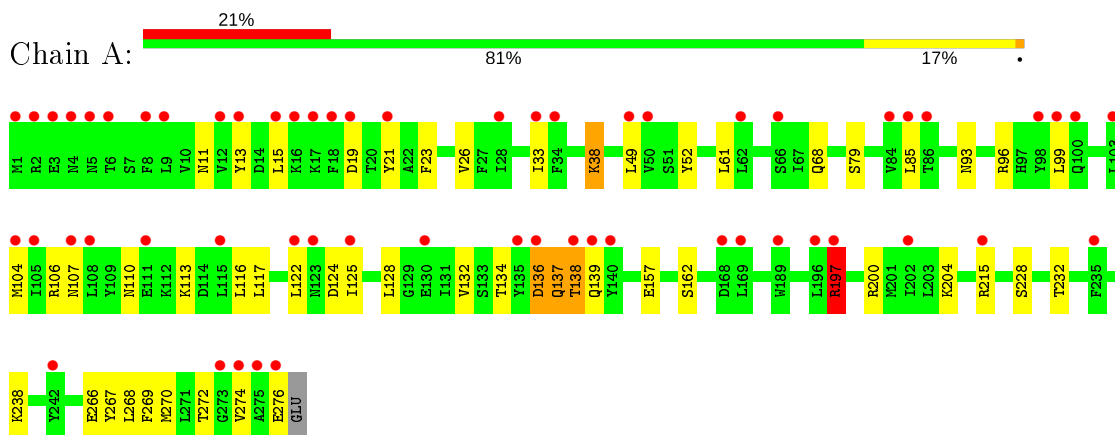 21%
Chain A:
81% 17% •
M1 R2 E3 N4 N5 T6 S7 F8 L9 V10 N11 V12 Y13 D14 L15 K16 K17 F18 D19 T20 Y21 A22 F23 V26 F27 I28 I33 F34 K38 L49 V50 S51 Y52 L61 L62 S66 I67 Q68 S79 V84 L85 T86 N93 R96 H97 Y98 L99 Q100 L103
M104 I105 R106 N107 L108 Y109 N110 E111 K112 K113 D114 L115 L116 L117 L122 N123 D124 I125 L128 G129 E130 I131 V132 S133 T134 Y135 D136 Q137 T138 Q139 Y140 E157 S162 D168 L169 W189 L196 R197 R200 M201 I202 L203 K204 R215 S228 T232 F235
K238 Y242 E266 Y267 L268 F269 M270 L271 T272 G273 V274 A275 E276 GLU